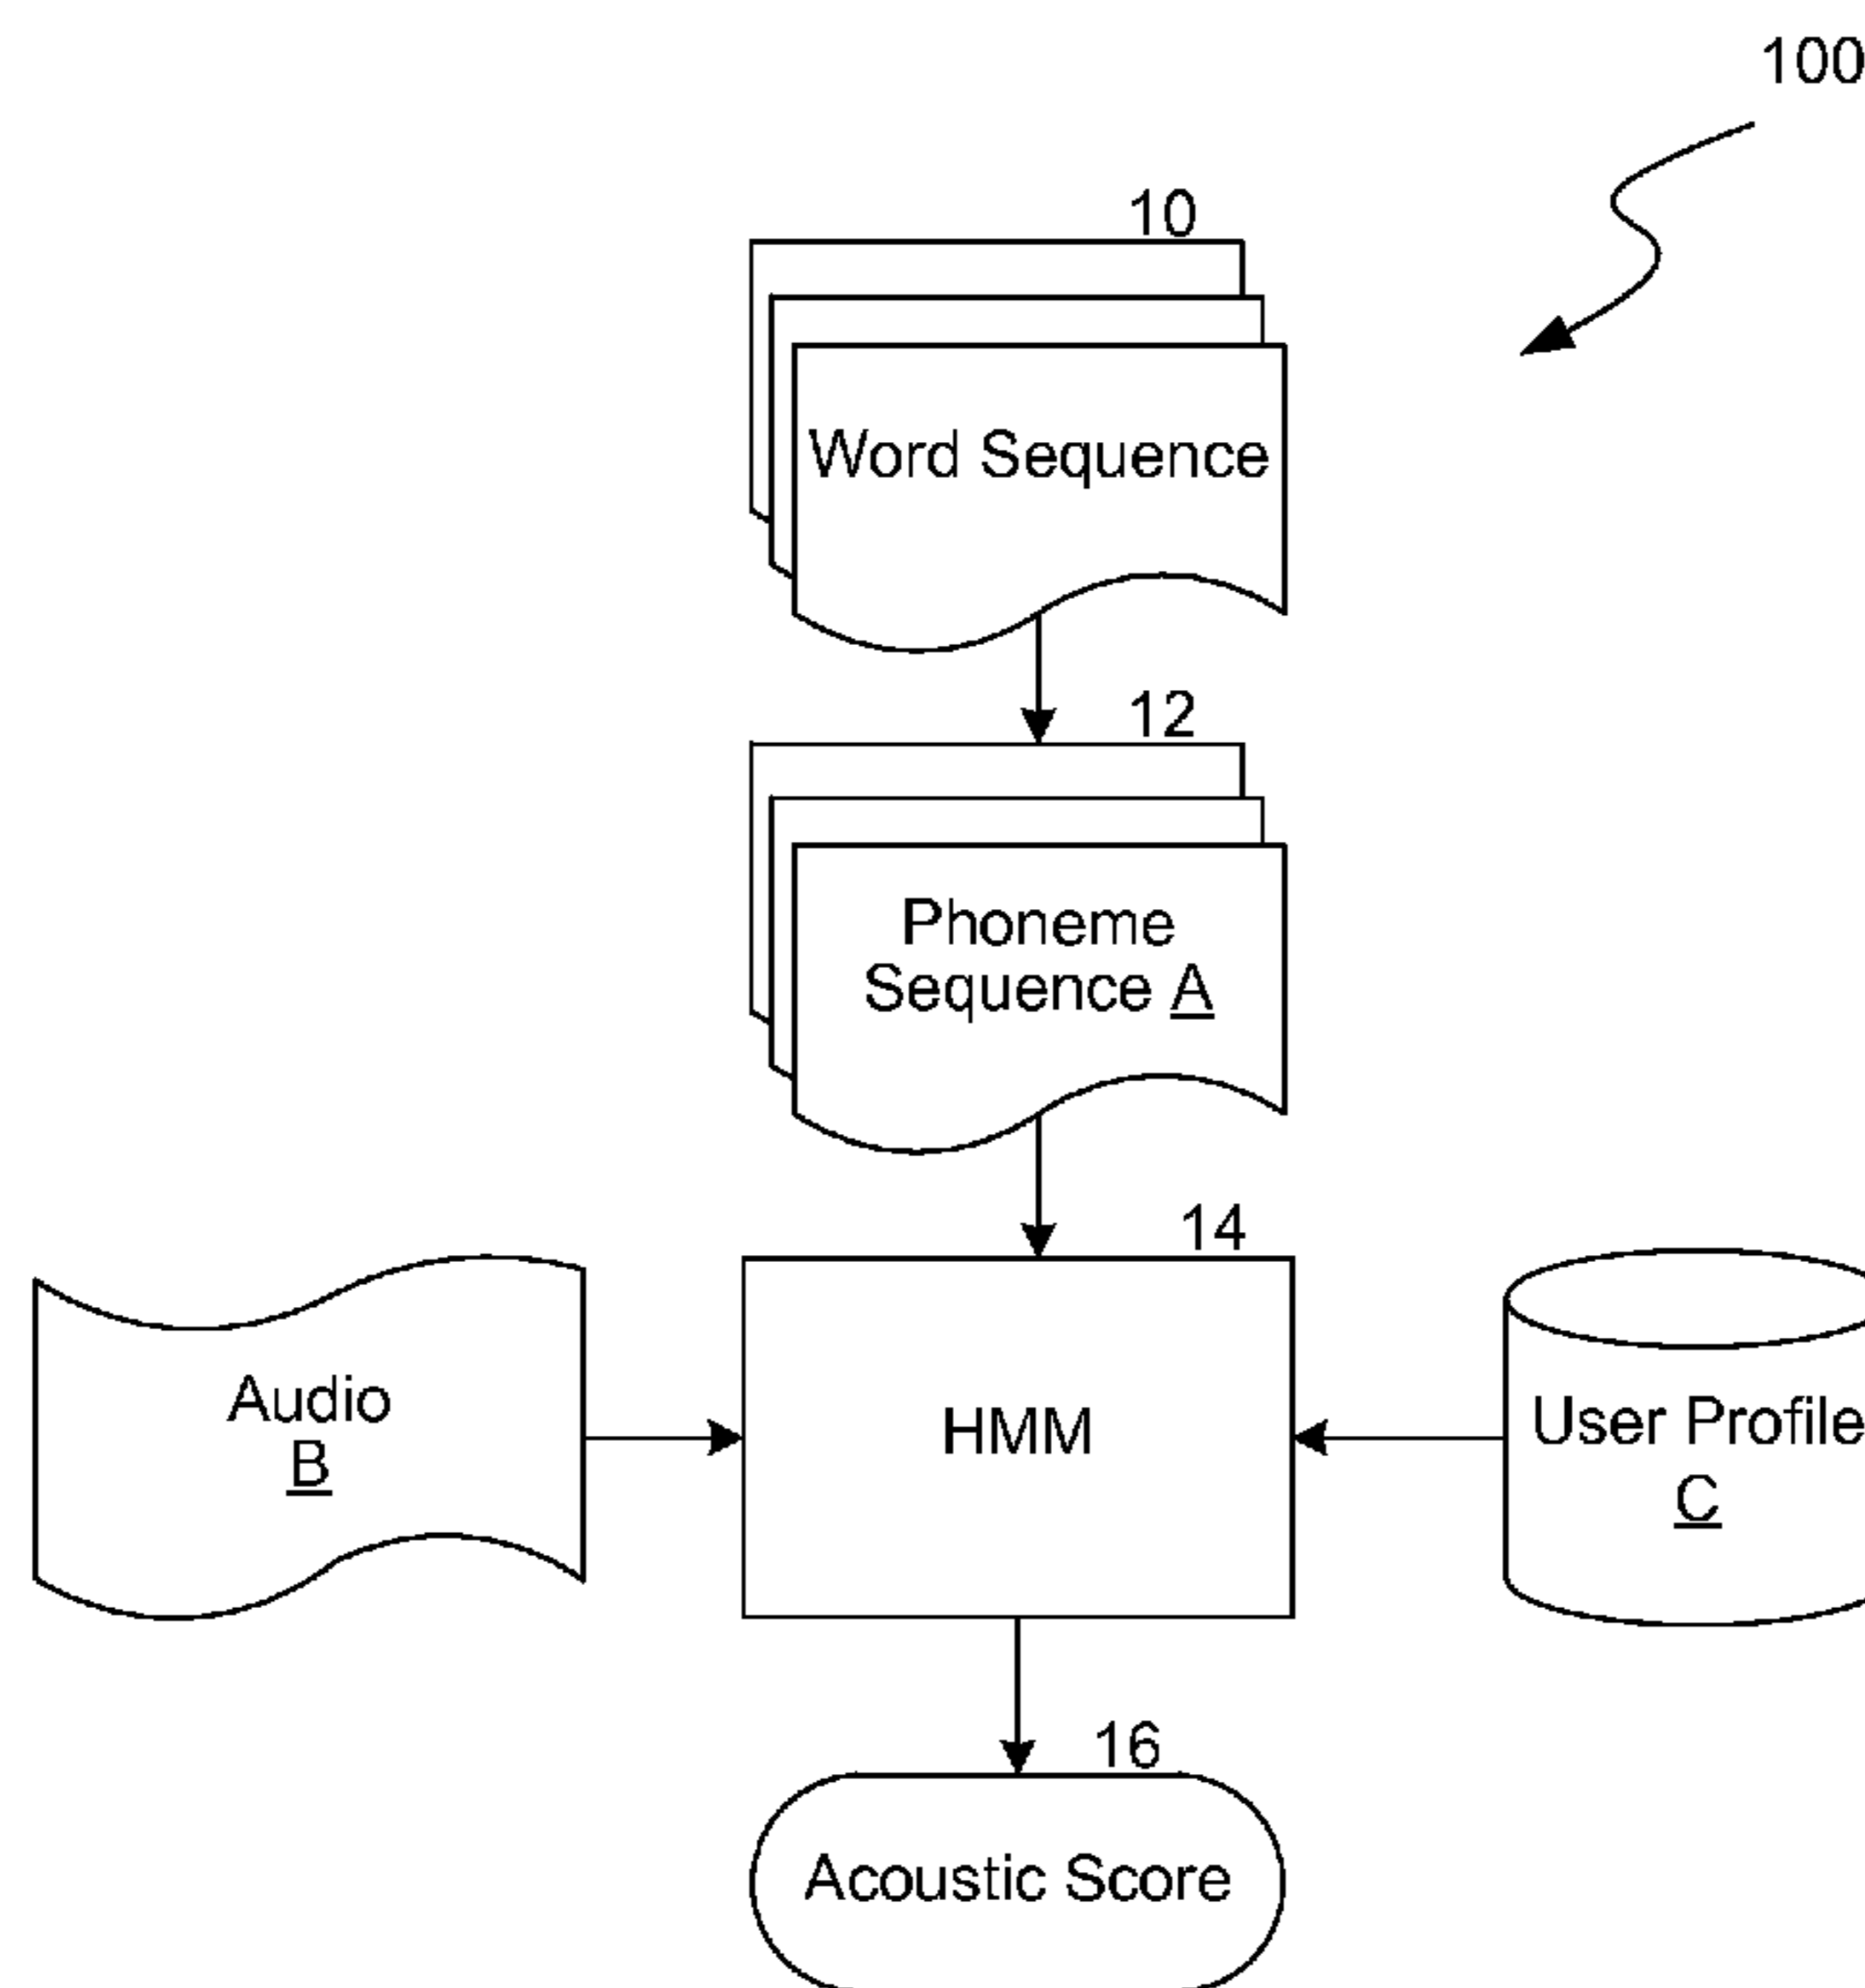 100
10
Word Sequence
12
Phoneme
Sequence A
14
Audio
B
HMM
User Profile
C
16
Acoustic Score